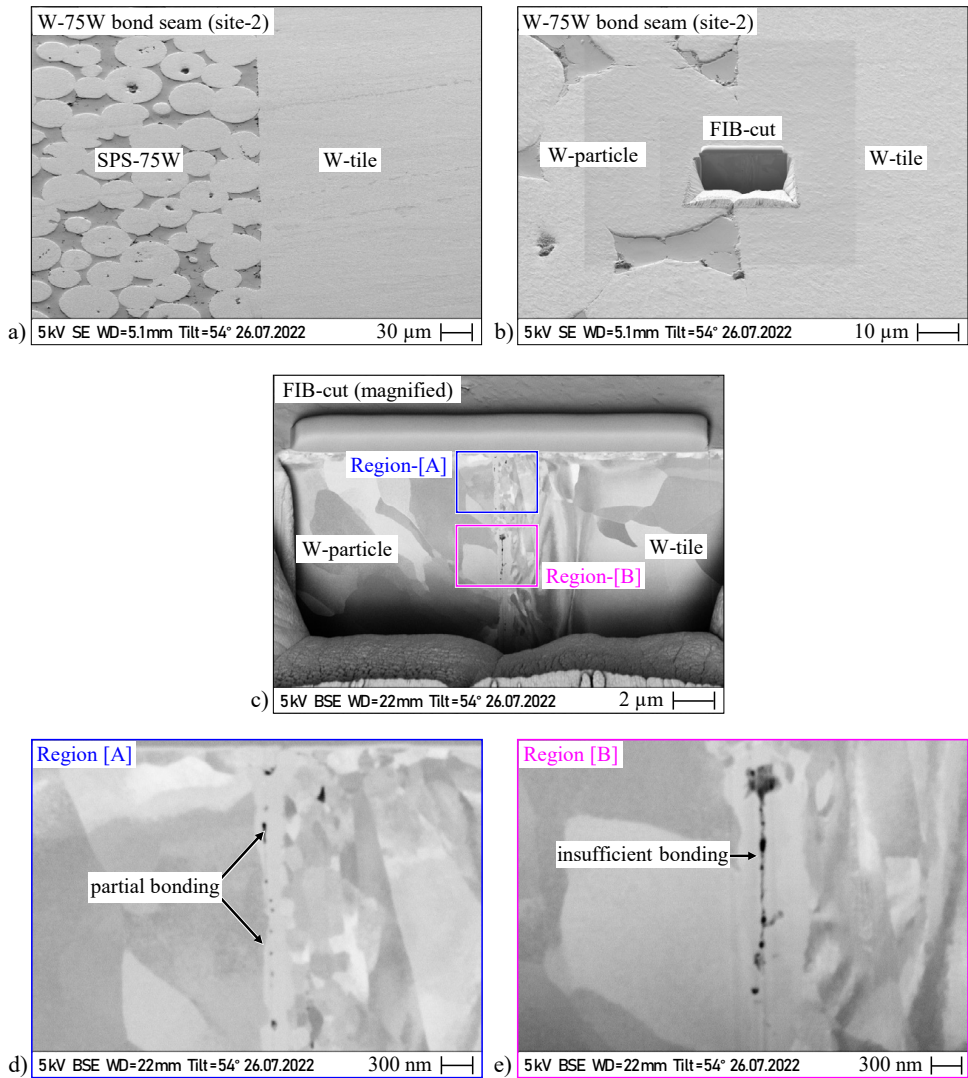 W-75W bond seam (site-2)
SPS-75W
W-tile
a)
5kV SE WD=5.1mm Tilt=54° 26.07.2022
30 µm
W-75W bond seam (site-2)
FIB-cut
W-particle
W-tile
b)
5kV SE WD=5.1mm Tilt=54° 26.07.2022
10 µm
FIB-cut (magnified)
Region-[A]
W-particle
W-tile
Region-[B]
c)
5kV BSE WD=22mm Tilt=54° 26.07.2022
2 µm
Region [A]
partial bonding
d)
5kV BSE WD=22mm Tilt=54° 26.07.2022
300 nm
Region [B]
insufficient bonding
e)
5kV BSE WD=22mm Tilt=54° 26.07.2022
300 nm